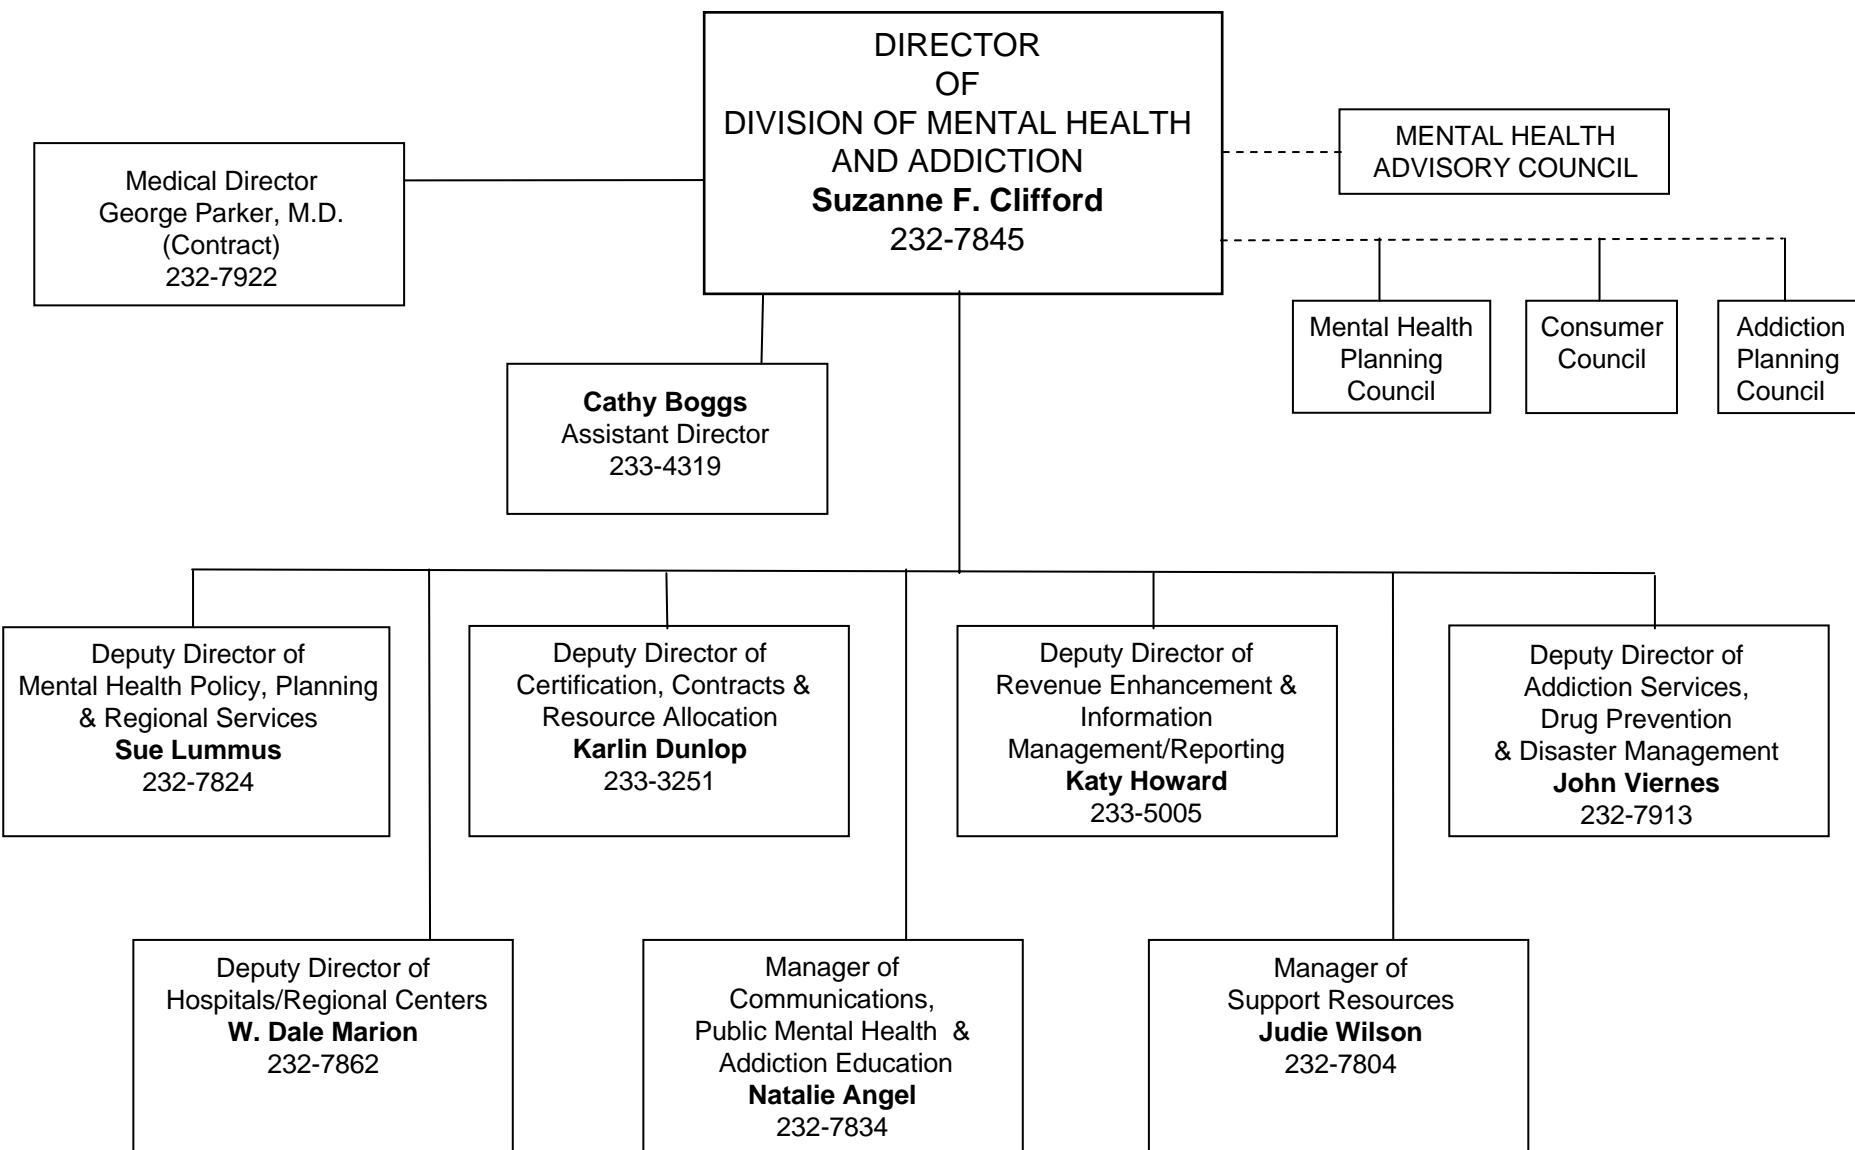 DIRECTOR
OF
DIVISION OF MENTAL HEALTH
AND ADDICTION
Suzanne F. Clifford
232-7845
MENTAL HEALTH
ADVISORY COUNCIL
Medical Director
George Parker, M.D.
(Contract)
232-7922
Mental Health
Planning
Council
Consumer
Council
Addiction
Planning
Council
Cathy Boggs
Assistant Director
233-4319
Deputy Director of
Mental Health Policy, Planning
& Regional Services
Sue Lummus
232-7824
Deputy Director of
Certification, Contracts &
Resource Allocation
Karlin Dunlop
233-3251
Deputy Director of
Revenue Enhancement &
Information
Management/Reporting
Katy Howard
233-5005
Deputy Director of
Addiction Services,
Drug Prevention
& Disaster Management
John Viernes
232-7913
Deputy Director of
Hospitals/Regional Centers
W. Dale Marion
232-7862
Manager of
Communications,
Public Mental Health &
Addiction Education
Natalie Angel
232-7834
Manager of
Support Resources
Judie Wilson
232-7804